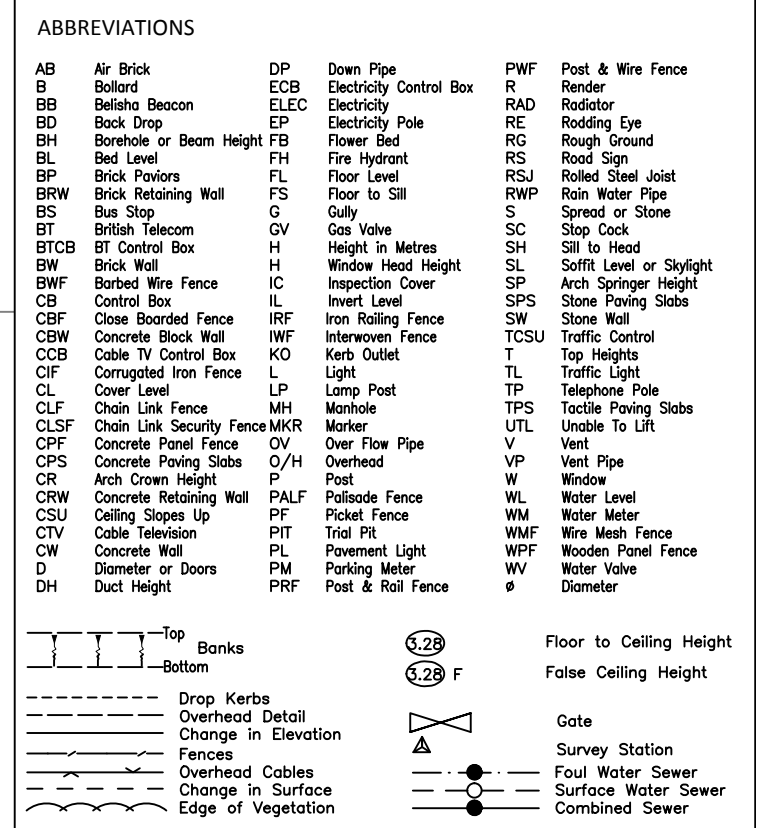 ABBREVIATIONS
AB Air Brick DP Down Pipe PWF Post & Wire Fence
B Bollard ECB Electricity Control Box R Render
BB Belisha Beacon ELEC Electricity RAD Radiator
BD Back Drop EP Electricity Pole RE Rodding Eye
BH Borehole or Beam Height FB Flower Bed RG Rough Ground
BL Bed Level FH Fire Hydrant RS Road Sign
BP Brick Paviors FL Floor Level RSJ Rolled Steel Joist
BRW Brick Retaining Wall FS Floor to Sill RWP Rain Water Pipe
BS Bus Stop G Gully S Spread or Stone
BT British Telecom GV Gas Valve SC Stop Cock
BTCB BT Control Box H Height in Metres SH Sill to Head
BW Brick Wall H Window Head Height SL Soffit Level or Skylight
BWF Barbed Wire Fence IC Inspection Cover SP Arch Springer Height
CB Control Box IL Invert Level SPS Stone Paving Slabs
CBF Close Boarded Fence IRF Iron Railing Fence SW Stone Wall
CBW Concrete Block Wall IWF Interwoven Fence TCSU Traffic Control
CCB Cable TV Control Box KO Kerb Outlet T Top Heights
CIF Corrugated Iron Fence L Light TL Traffic Light
CL Cover Level LP Lamp Post TP Telephone Pole
CLF Chain Link Fence MH Manhole TPS Tactile Paving Slabs
CLSF Chain Link Security Fence MKR Marker UTL Unable To Lift
CPF Concrete Panel Fence OV Over Flow Pipe V Vent
CPS Concrete Paving Slabs O/H Overhead VP Vent Pipe
CR Arch Crown Height P Post W Window
CRW Concrete Retaining Wall PALF Palisade Fence WL Water Level
CSU Ceiling Slopes Up PF Picket Fence WM Water Meter
CTV Cable Television PIT Trial Pit WMF Wire Mesh Fence
CW Concrete Wall PL Pavement Light WPF Wooden Panel Fence
D Diameter or Doors PM Parking Meter WV Water Valve
DH Duct Height PRF Post & Rail Fence ø Diameter
Top
Banks
Bottom
3.28 Floor to Ceiling Height
3.28 F False Ceiling Height
Drop Kerbs
Overhead Detail
Change in Elevation
Fences
Overhead Cables
Change in Surface
Edge of Vegetation
Gate
Survey Station
Foul Water Sewer
Surface Water Sewer
Combined Sewer